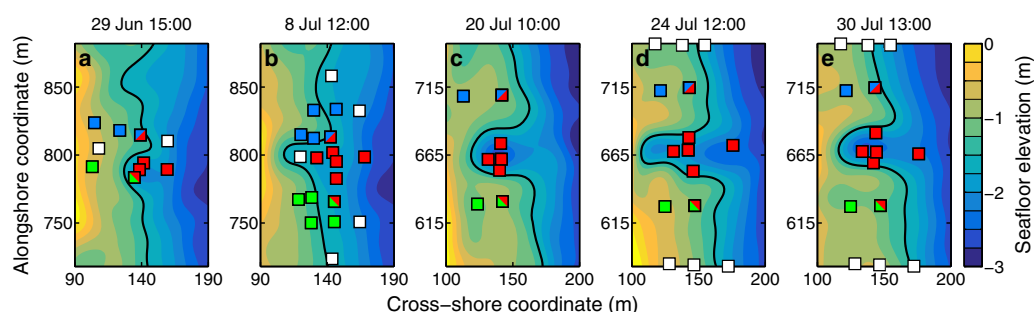 29 Jun 15:00 8 Jul 12:00 20 Jul 10:00 24 Jul 12:00 30 Jul 13:00
a b c d e
Alongshore coordinate (m)
850 800 750
715 665 615
715 665 615
715 665 615
90 140 190
90 140 190
100 150 200
100 150 200
100 150 200
Cross−shore coordinate (m)
0 −1 −2 −3
Seafloor elevation (m)